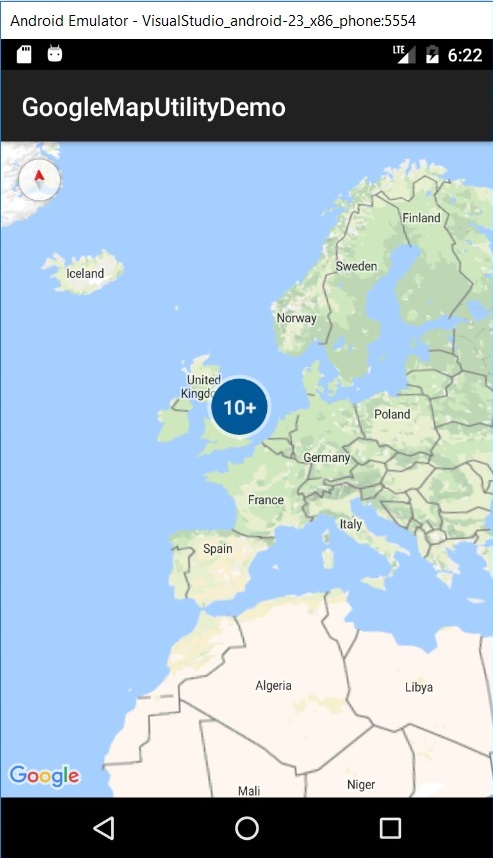 Android Emulator - VisualStudio_android-23_x86_phone:5554
LTE 6:22
GoogleMapUtilityDemo
Finland
Iceland
Sweden
Norway
United
Kingdo
10+
Poland
Germany
France
Italy
Spain
Algeria
Libya
Google
Mali
Niger